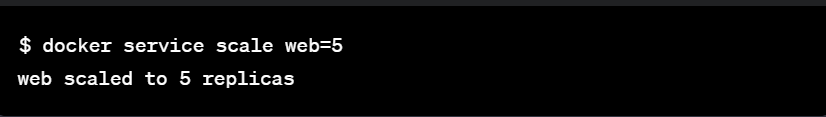 $ docker service scale web=5
web scaled to 5 replicas